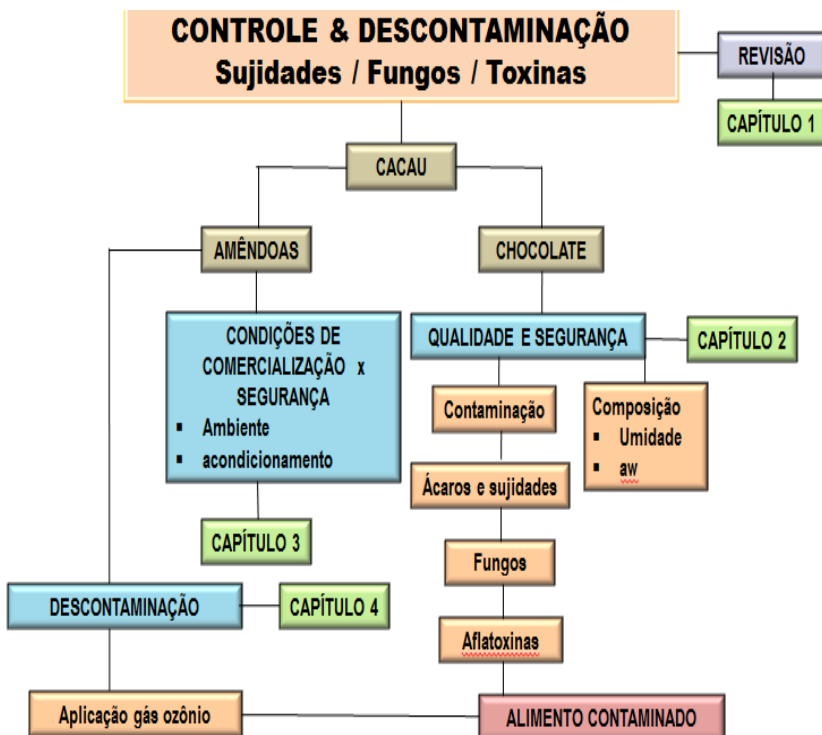 CONTROLE & DESCONTAMINAÇÃO
Sujidades / Fungos / Toxinas
REVISÃO
CAPÍTULO 1
CACAU
AMÊNDOAS
CHOCOLATE
CONDIÇÕES DE
COMERCIALIZAÇÃO x
SEGURANÇA
▪ Ambiente
▪ acondicionamento
QUALIDADE E SEGURANÇA
CAPÍTULO 2
Contaminação
Composição
▪ Umidade
▪ aw
Ácaros e sujidades
CAPÍTULO 3
Fungos
DESCONTAMINAÇÃO
CAPÍTULO 4
Aflatoxinas
Aplicação gás ozônio
ALIMENTO CONTAMINADO